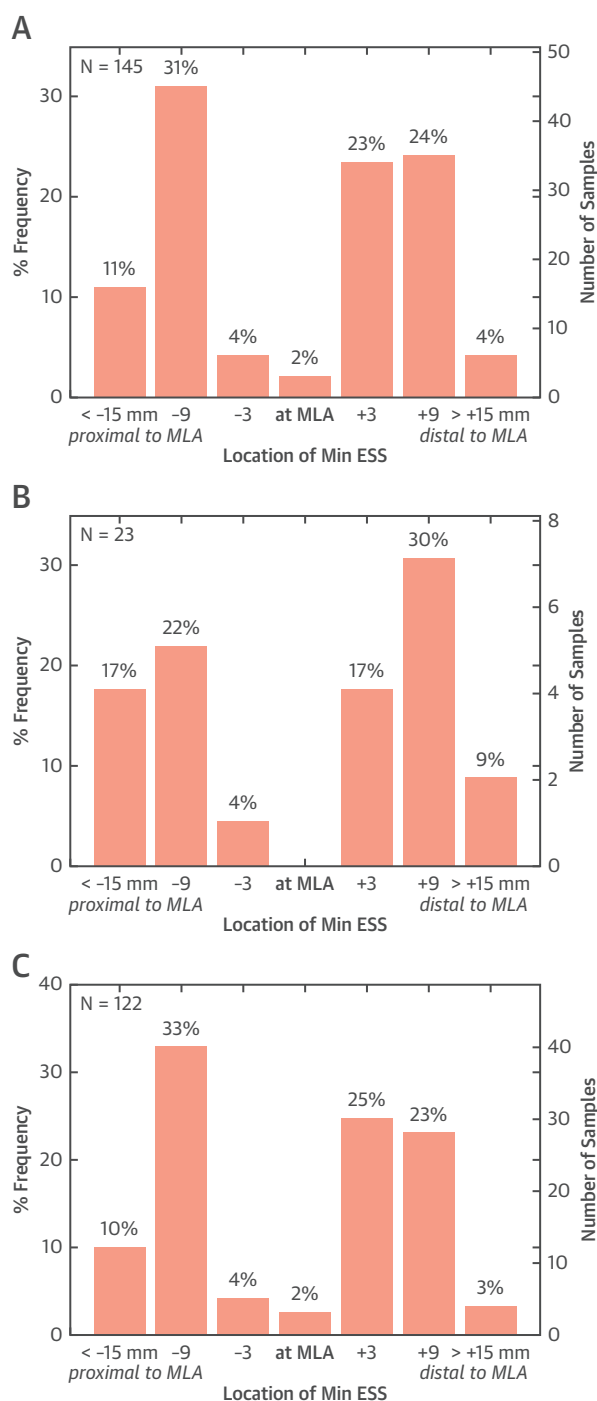 A
N = 145
31%
23%
24%
11%
4%
2%
4%
30
20
10
0
% Frequency
50
40
30
20
10
0
Number of Samples
< -15 mm -9 -3 at MLA +3 +9 > +15 mm
proximal to MLA distal to MLA
Location of Min ESS
B
N = 23
30%
22%
17%
17%
9%
4%
30
20
10
0
% Frequency
8
6
4
2
0
Number of Samples
< -15 mm -9 -3 at MLA +3 +9 > +15 mm
proximal to MLA distal to MLA
Location of Min ESS
C
N = 122
33%
25%
23%
10%
4%
2%
3%
40
30
20
10
0
% Frequency
40
30
20
10
0
Number of Samples
< -15 mm -9 -3 at MLA +3 +9 > +15 mm
proximal to MLA distal to MLA
Location of Min ESS